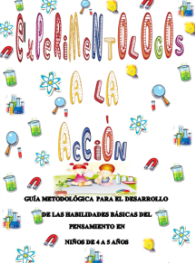 EXPERIMENTÓLOGOS
A LA
ACCIÓN
GUÍA METODOLÓGICA PARA EL DESARROLLO
DE LAS HABILIDADES BÁSICAS DEL
PENSAMIENTO EN
NIÑOS DE 4 A 5 AÑOS